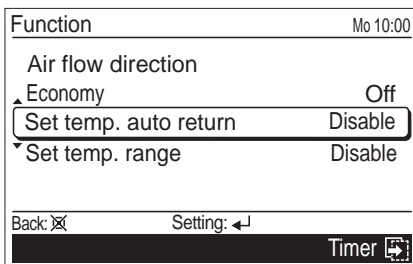 Function Mo 10:00
Air flow direction
Economy Off
Set temp. auto return Disable
Set temp. range Disable
Back: Setting:
Timer